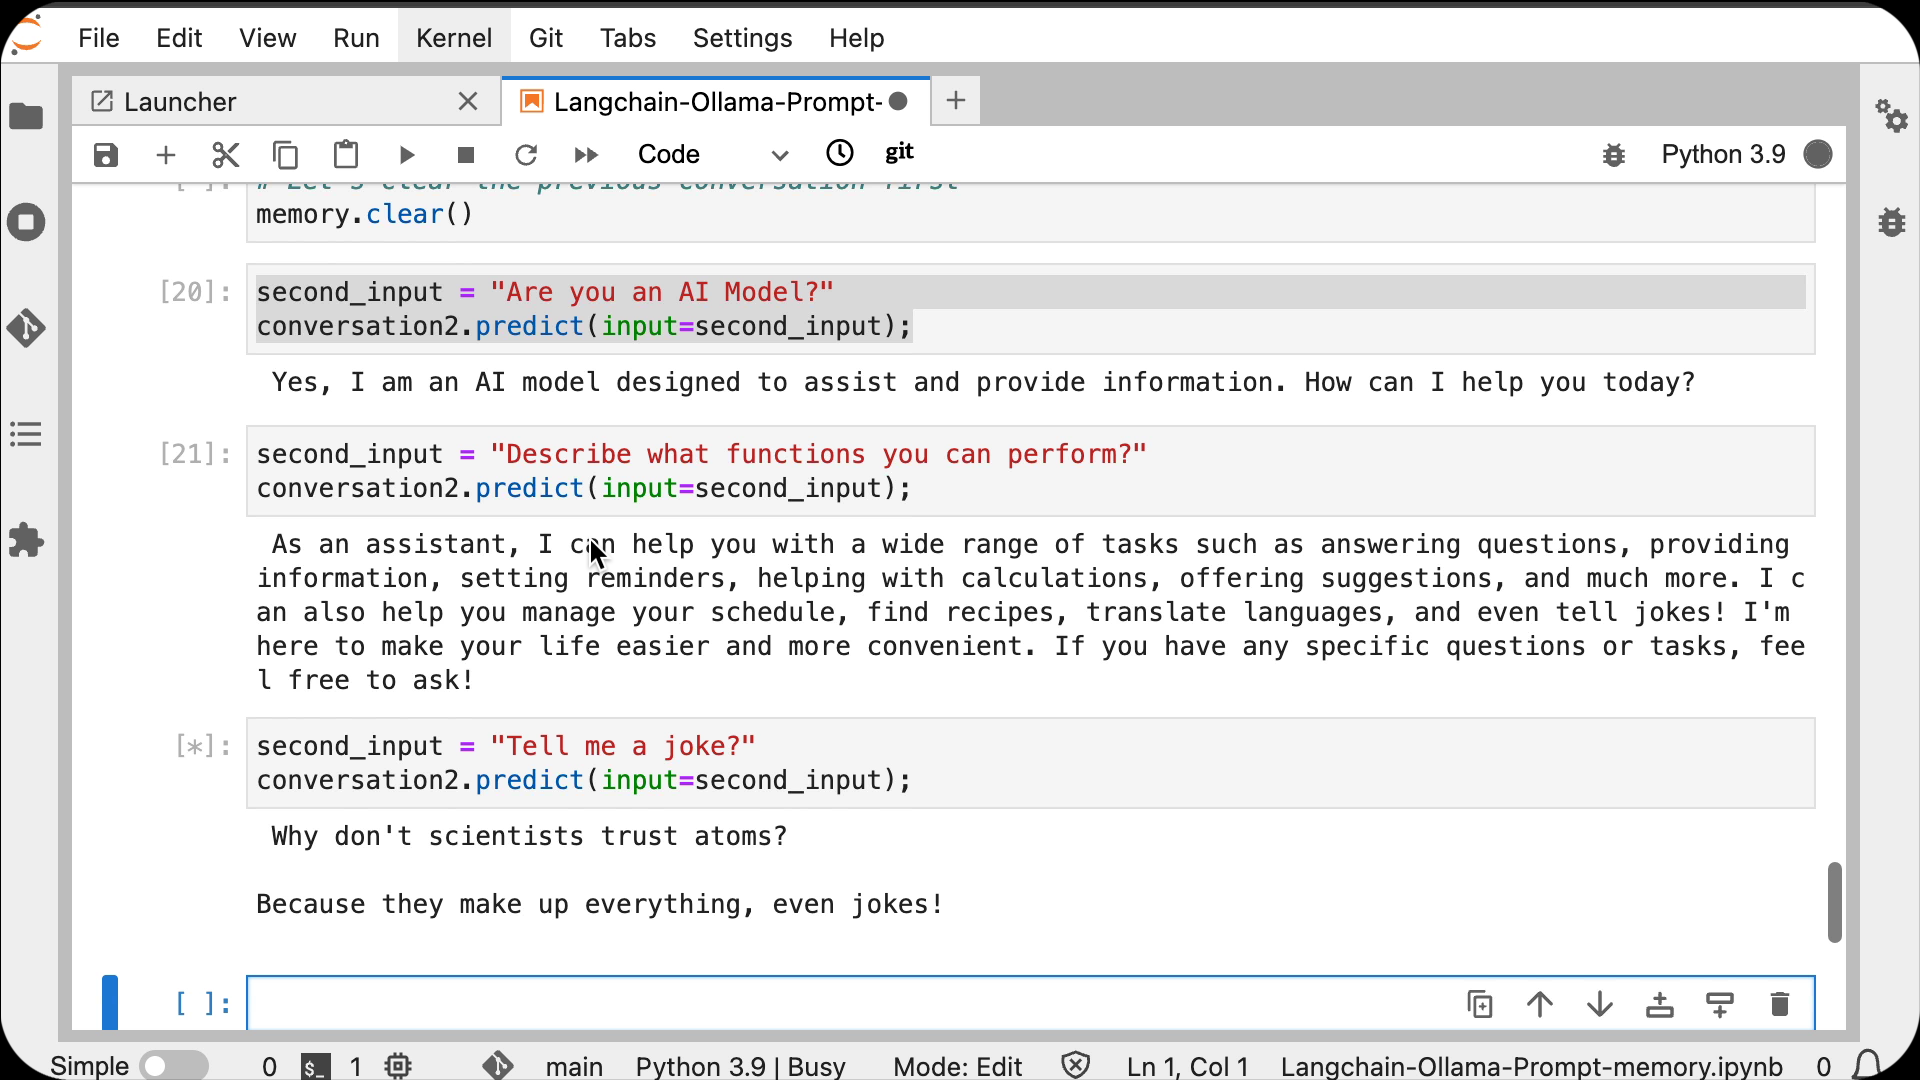 File Edit View Run Kernel Git Tabs Settings Help
Launcher Langchain-Ollama-Prompt-
Code git Python 3.9
[ ]: # Let's clear the previous conversation first
memory.clear()
[20]: second_input = "Are you an AI Model?"
conversation2.predict(input=second_input);
Yes, I am an AI model designed to assist and provide information. How can I help you today?
[21]: second_input = "Describe what functions you can perform?"
conversation2.predict(input=second_input);
As an assistant, I can help you with a wide range of tasks such as answering questions, providing
information, setting reminders, helping with calculations, offering suggestions, and much more. I c
an also help you manage your schedule, find recipes, translate languages, and even tell jokes! I'm
here to make your life easier and more convenient. If you have any specific questions or tasks, fee
l free to ask!
[*]: second_input = "Tell me a joke?"
conversation2.predict(input=second_input);
Why don't scientists trust atoms?
Because they make up everything, even jokes!
[ ]:
Simple 0 $_ 1 main Python 3.9 | Busy Mode: Edit Ln 1, Col 1 Langchain-Ollama-Prompt-memory.ipynb 0